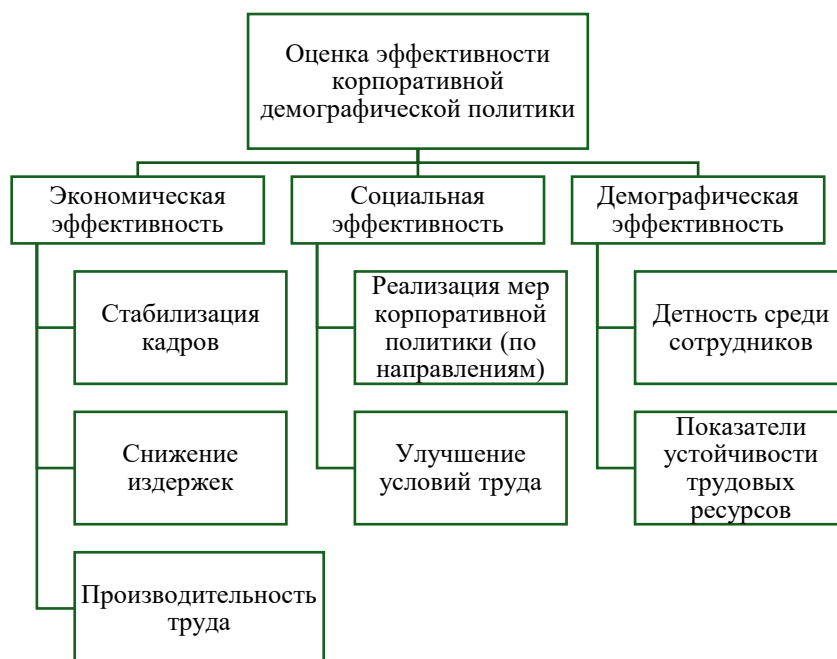 Оценка эффективности
корпоративной
демографической политики
Экономическая
эффективность
Социальная
эффективность
Демографическая
эффективность
Стабилизация
кадров
Реализация мер
корпоративной
политики (по
направлениям)
Детность среди
сотрудников
Снижение
издержек
Улучшение
условий труда
Показатели
устойчивости
трудовых
ресурсов
Производительность
труда